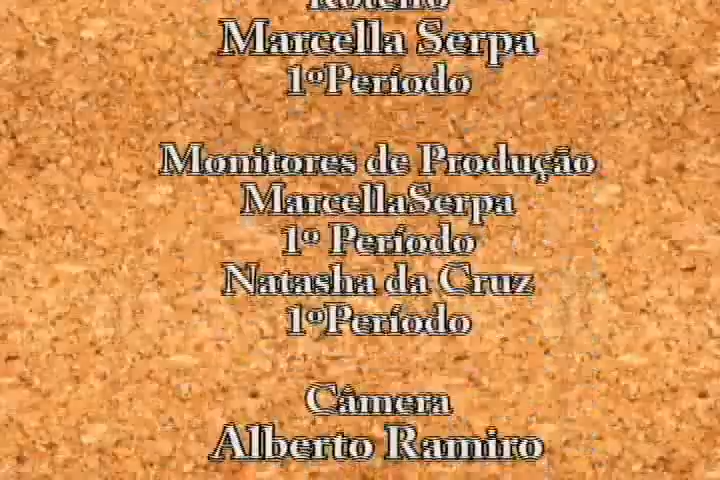 Roteiro
Marcella Serpa
1ºPeríodo
Monitores de Produção
MarcellaSerpa
1º Período
Natasha da Cruz
1ºPeríodo
Câmera
Alberto Ramiro